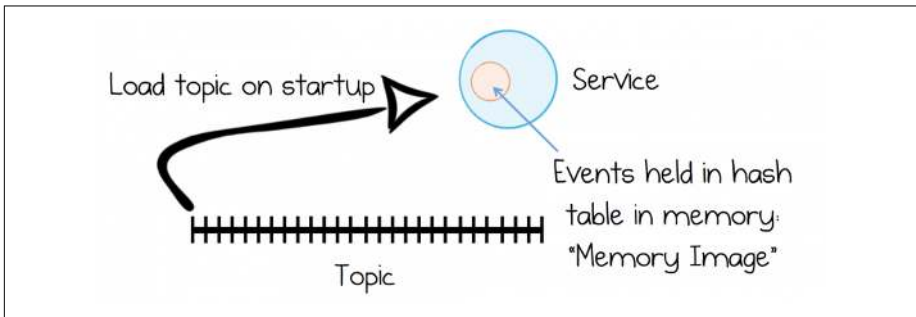 Load topic on startup
Service
Events held in hash
table in memory:
"Memory Image"
Topic